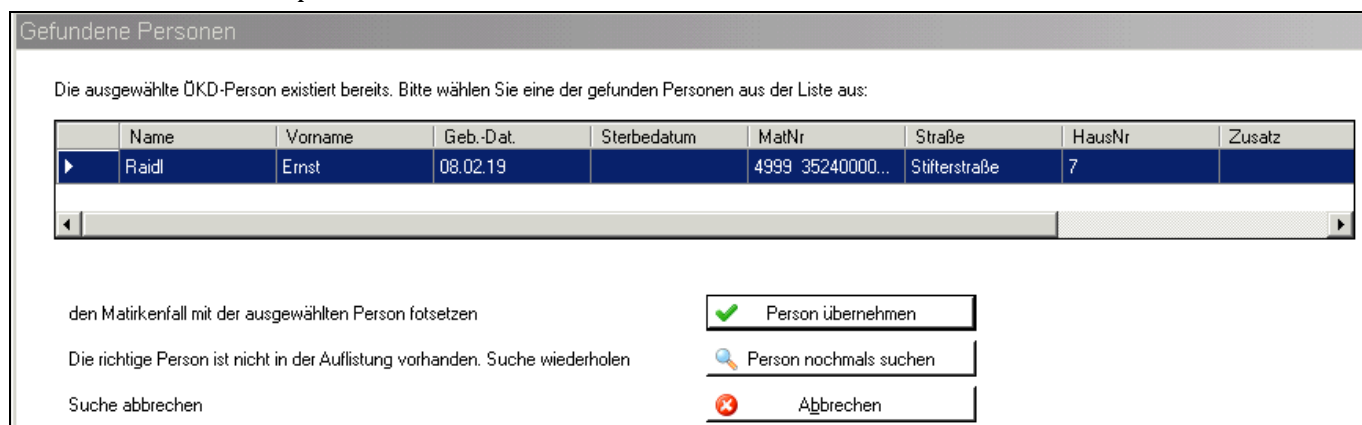 Gefundene Personen
Die ausgewählte ÖKD-Person existiert bereits. Bitte wählen Sie eine der gefunden Personen aus der Liste aus:
Name Vorname Geb.-Dat. Sterbedatum MatNr Straße HausNr Zusatz
Raidl Ernst 08.02.19 4999 35240000... Stifterstraße 7
den Matirkenfall mit der ausgewählten Person fotsetzen Person übernehmen
Die richtige Person ist nicht in der Auflistung vorhanden. Suche wiederholen Person nochmals suchen
Suche abbrechen Abbrechen